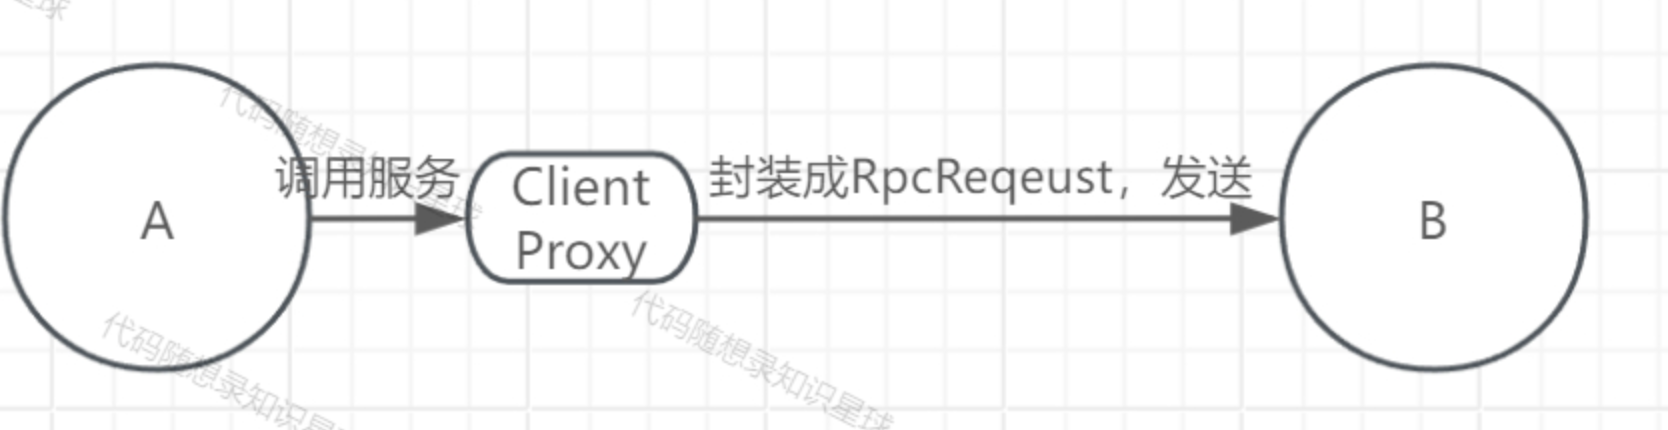 代码随想录知识星球
调用服务
封装成RpcReqeust，发送
A
Client
Proxy
B
代码随想录知识星球
代码随想录知识星